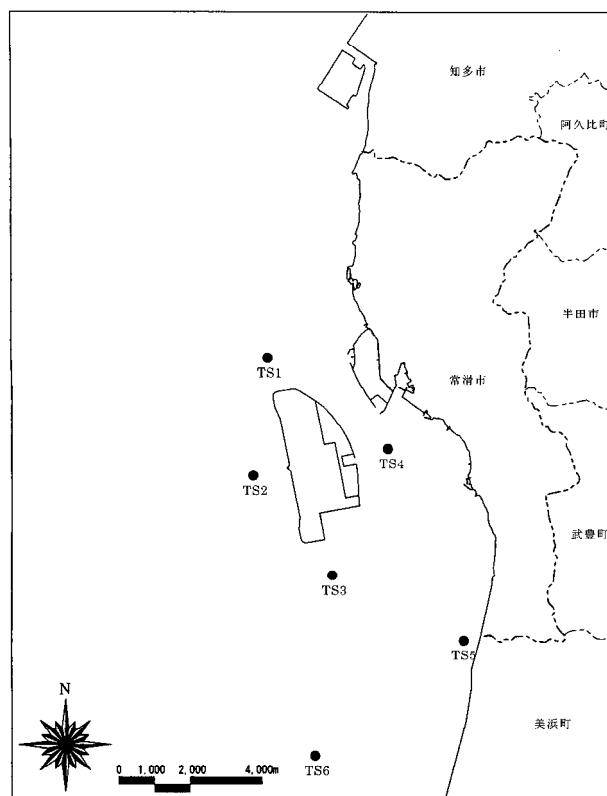 知多市
阿久比町
半田市
TS1
常滑市
TS4
TS2
武豊町
TS3
TS5
N
美浜町
TS6
0 1,000 2,000 4,000m